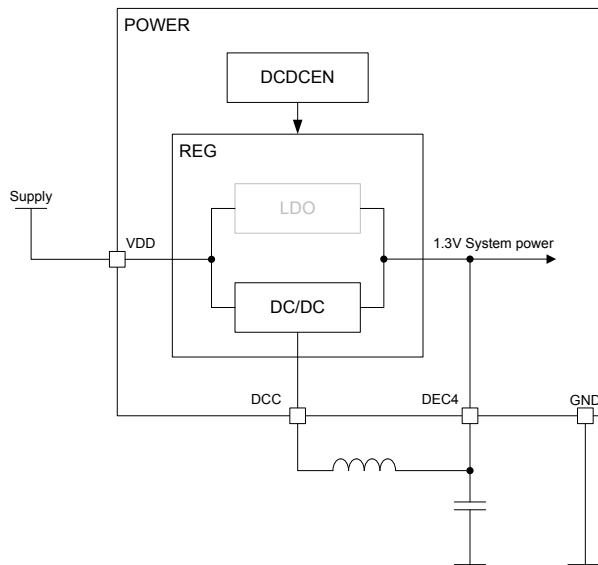 POWER
DCDCEN
REG
Supply
LDO
VDD
1.3V System power
DC/DC
DCC
DEC4
GND